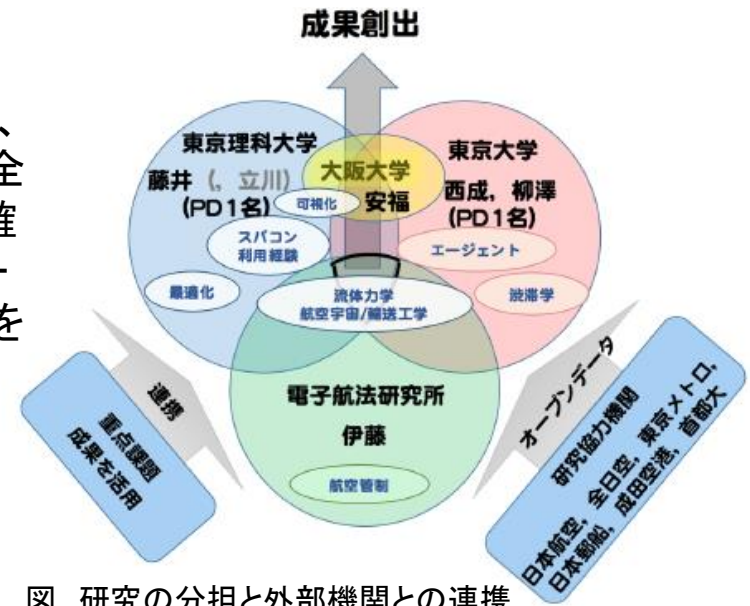 成果創出
、
全
確
ー
を
東京理科大学
藤井（，立川）
(PD1名)
可視化
スパコン
利用経験
最適化
大阪大学
安福
東京大学
西成，柳澤
(PD1名)
エージェント
渋滞学
流体力学
航空宇宙/輸送工学
電子航法研究所
伊藤
航空管制
連携
重点課題
成果を活用
オープンデータ
研究協力機関
日本航空，全日空，東京メトロ，
日本郵船，成田空港，首都大
図 研究の分担と外部機関との連携